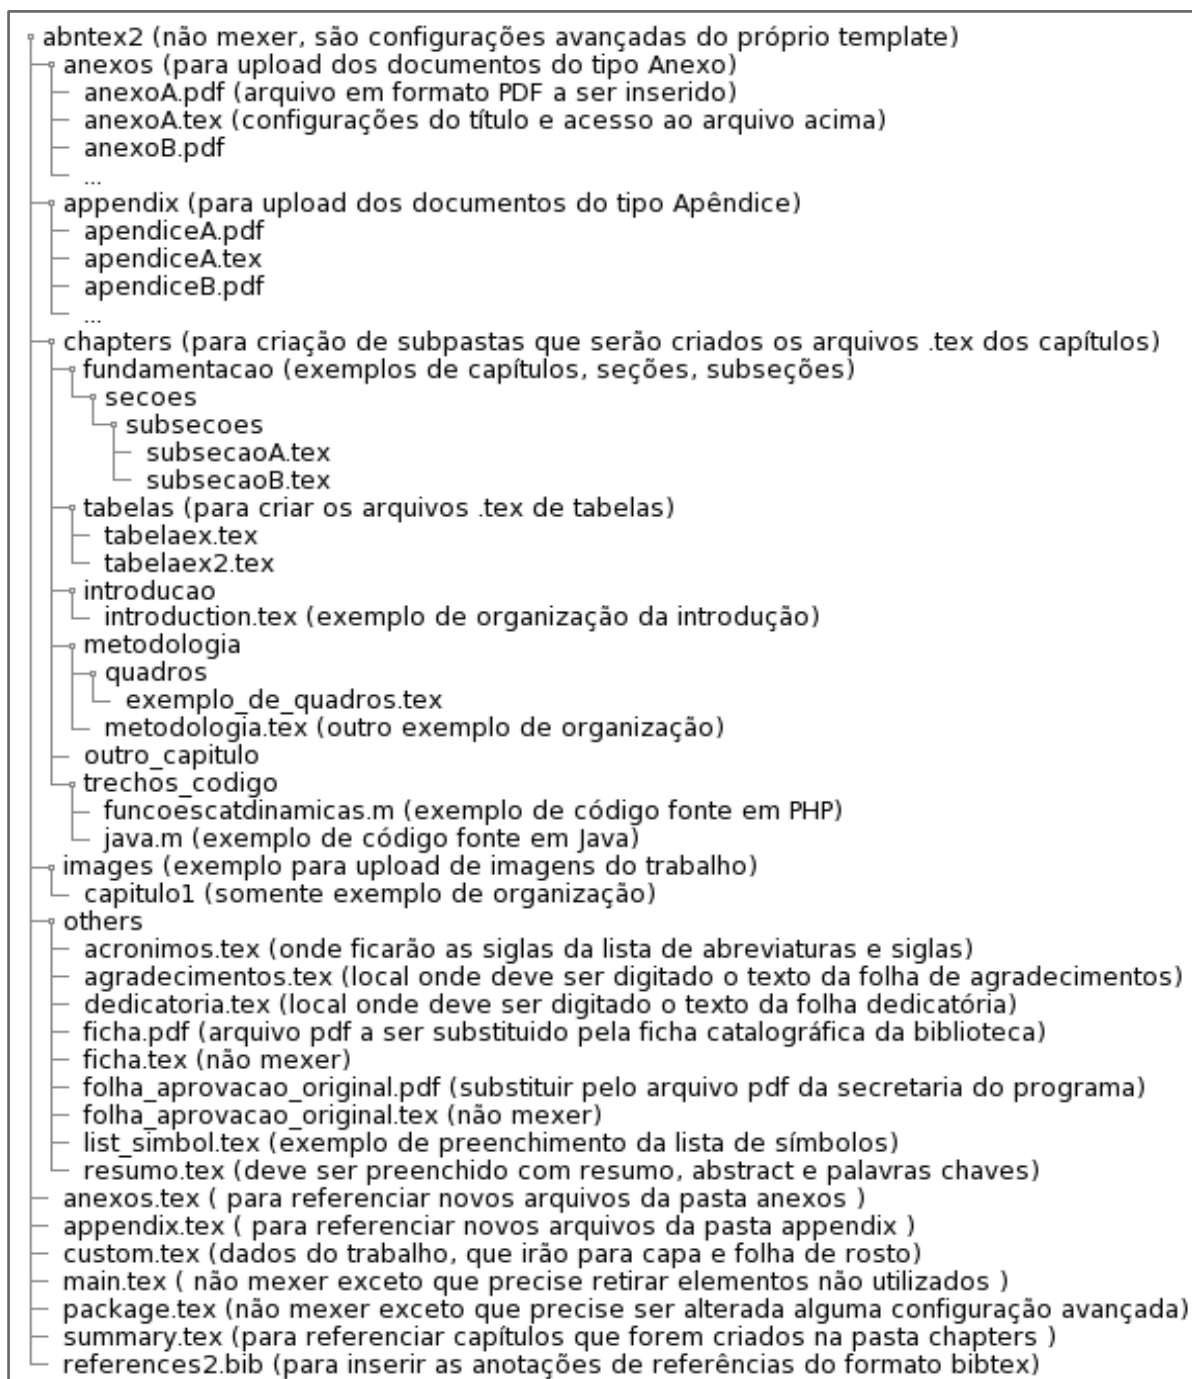 abntex2 (não mexer, são configurações avançadas do próprio template)
anexos (para upload dos documentos do tipo Anexo)
anexoA.pdf (arquivo em formato PDF a ser inserido)
anexoA.tex (configurações do título e acesso ao arquivo acima)
anexoB.pdf
...
appendix (para upload dos documentos do tipo Apêndice)
apendiceA.pdf
apendiceA.tex
apendiceB.pdf
...
chapters (para criação de subpastas que serão criados os arquivos .tex dos capítulos)
fundamentacao (exemplos de capítulos, seções, subseções)
secoes
subsecoes
subsecaoA.tex
subsecaoB.tex
tabelas (para criar os arquivos .tex de tabelas)
tabelaex.tex
tabelaex2.tex
introducao
introduction.tex (exemplo de organização da introdução)
metodologia
quadros
exemplo_de_quadros.tex
metodologia.tex (outro exemplo de organização)
outro_capitulo
trechos_codigo
funcoescatdinamicas.m (exemplo de código fonte em PHP)
java.m (exemplo de código fonte em Java)
images (exemplo para upload de imagens do trabalho)
capitulo1 (somente exemplo de organização)
others
acronimos.tex (onde ficarão as siglas da lista de abreviaturas e siglas)
agradecimentos.tex (local onde deve ser digitado o texto da folha de agradecimentos)
dedicatoria.tex (local onde deve ser digitado o texto da folha dedicatória)
ficha.pdf (arquivo pdf a ser substituido pela ficha catalográfica da biblioteca)
ficha.tex (não mexer)
folha_aprovacao_original.pdf (substituir pelo arquivo pdf da secretaria do programa)
folha_aprovacao_original.tex (não mexer)
list_simbol.tex (exemplo de preenchimento da lista de símbolos)
resumo.tex (deve ser preenchido com resumo, abstract e palavras chaves)
anexos.tex ( para referenciar novos arquivos da pasta anexos )
appendix.tex ( para referenciar novos arquivos da pasta appendix )
custom.tex (dados do trabalho, que irão para capa e folha de rosto)
main.tex ( não mexer exceto que precise retirar elementos não utilizados )
package.tex (não mexer exceto que precise ser alterada alguma configuração avançada)
summary.tex (para referenciar capítulos que forem criados na pasta chapters )
references2.bib (para inserir as anotações de referências do formato bibtex)